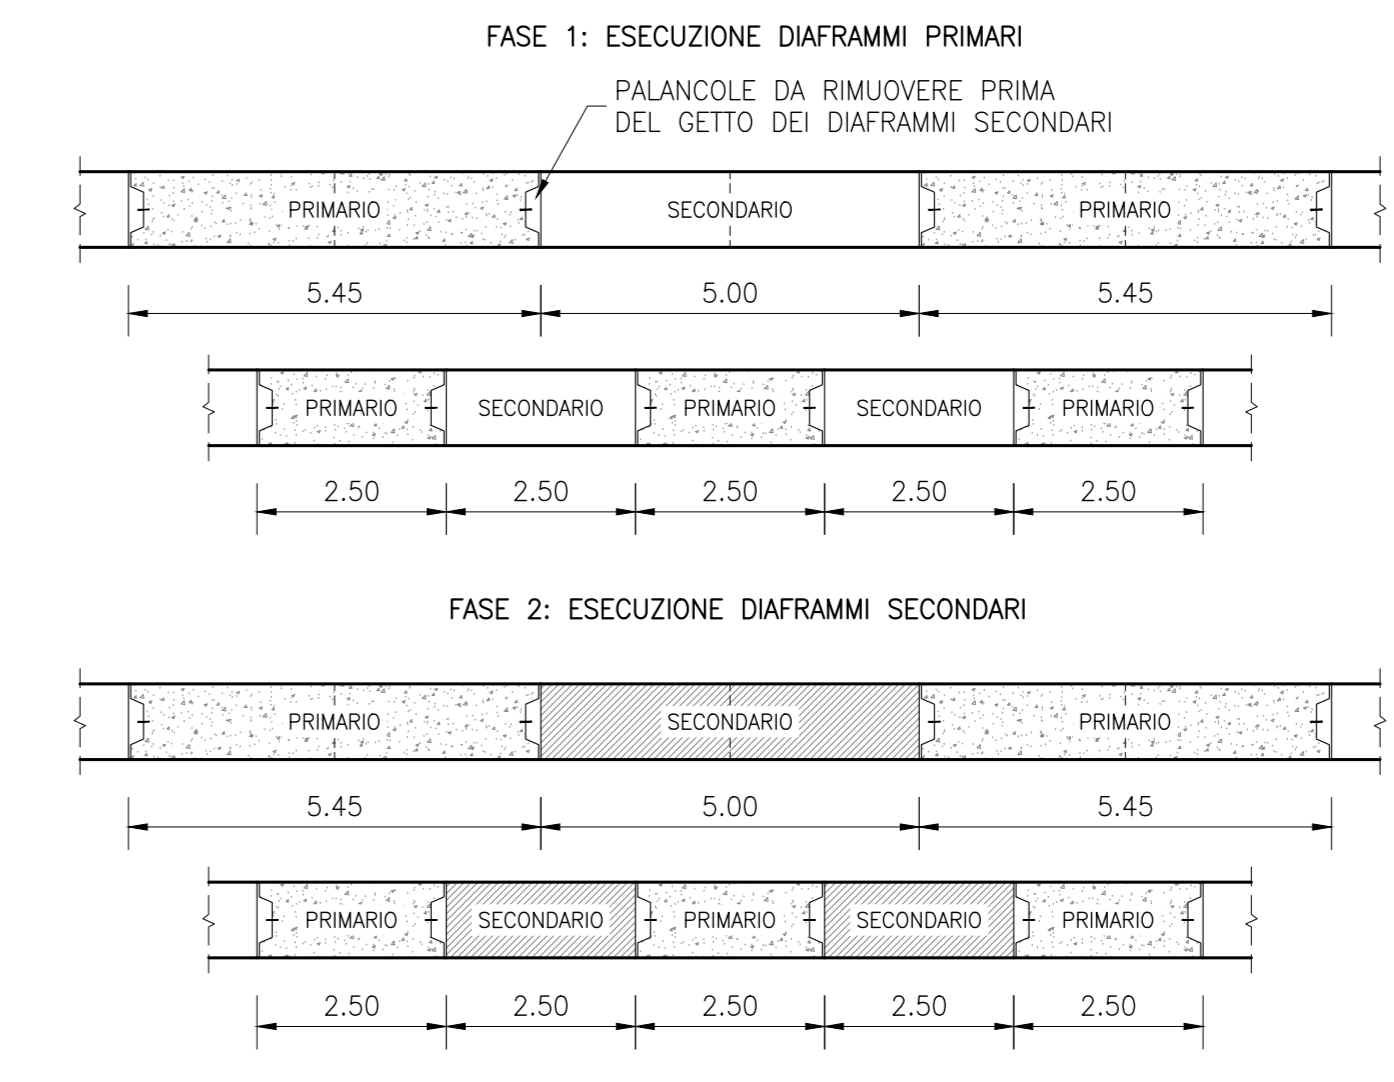 FASE 1: ESECUZIONE DIAFRAMMI PRIMARI
PALANCOLE DA RIMUOVERE PRIMA
DEL GETTO DEI DIAFRAMMI SECONDARI
PRIMARIO SECONDARIO PRIMARIO
5.45 5.00 5.45
PRIMARIO SECONDARIO PRIMARIO SECONDARIO PRIMARIO
2.50 2.50 2.50 2.50 2.50
FASE 2: ESECUZIONE DIAFRAMMI SECONDARI
PRIMARIO SECONDARIO PRIMARIO
5.45 5.00 5.45
PRIMARIO SECONDARIO PRIMARIO SECONDARIO PRIMARIO
2.50 2.50 2.50 2.50 2.50